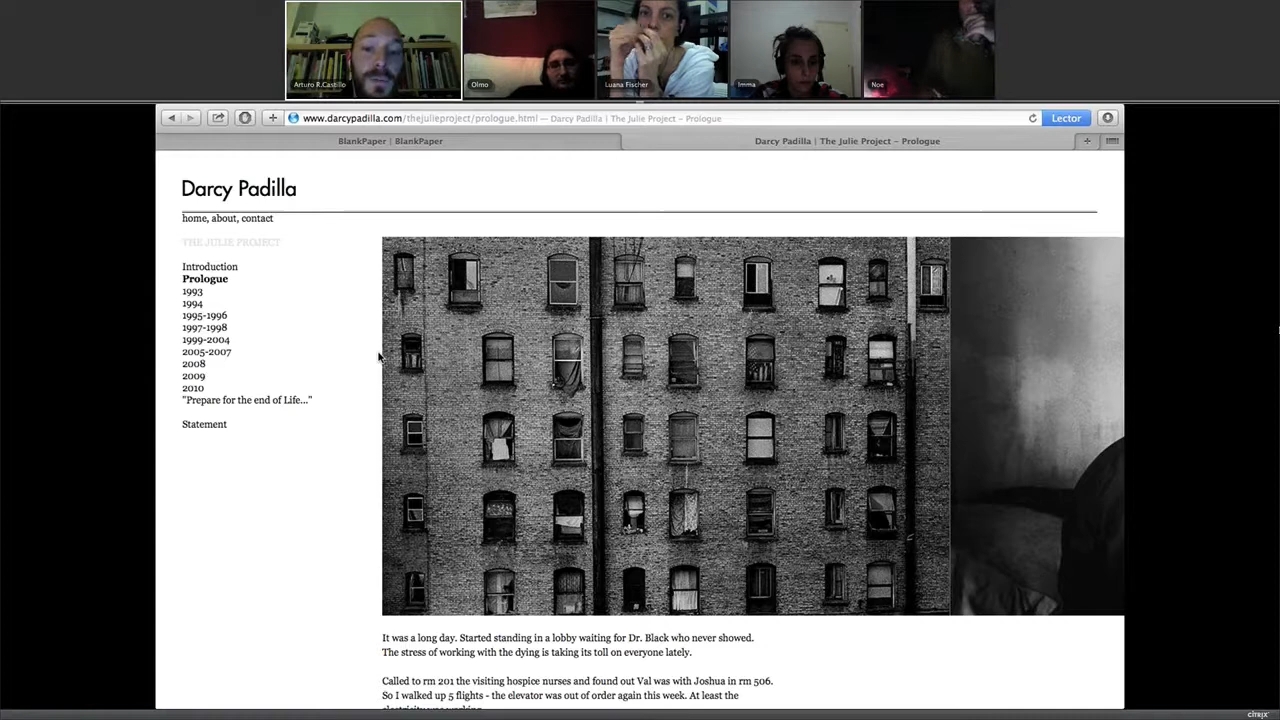 Arturo R.Castillo
Olmo
Luana Fischer
Imma
Noe
www.darcypadilla.com/thejulieproject/prologue.html — Darcy Padilla | The Julie Project – Prologue
Lector
BlankPaper | BlankPaper
Darcy Padilla | The Julie Project – Prologue
Darcy Padilla
home, about, contact
THE JULIE PROJECT
Introduction
Prologue
1993
1994
1995-1996
1997-1998
1999-2004
2005-2007
2008
2009
2010
"Prepare for the end of Life..."
Statement
It was a long day. Started standing in a lobby waiting for Dr. Black who never showed.
The stress of working with the dying is taking its toll on everyone lately.
Called to rm 201 the visiting hospice nurses and found out Val was with Joshua in rm 506.
So I walked up 5 flights - the elevator was out of order again this week. At least the
electricity was working.
CITRIX